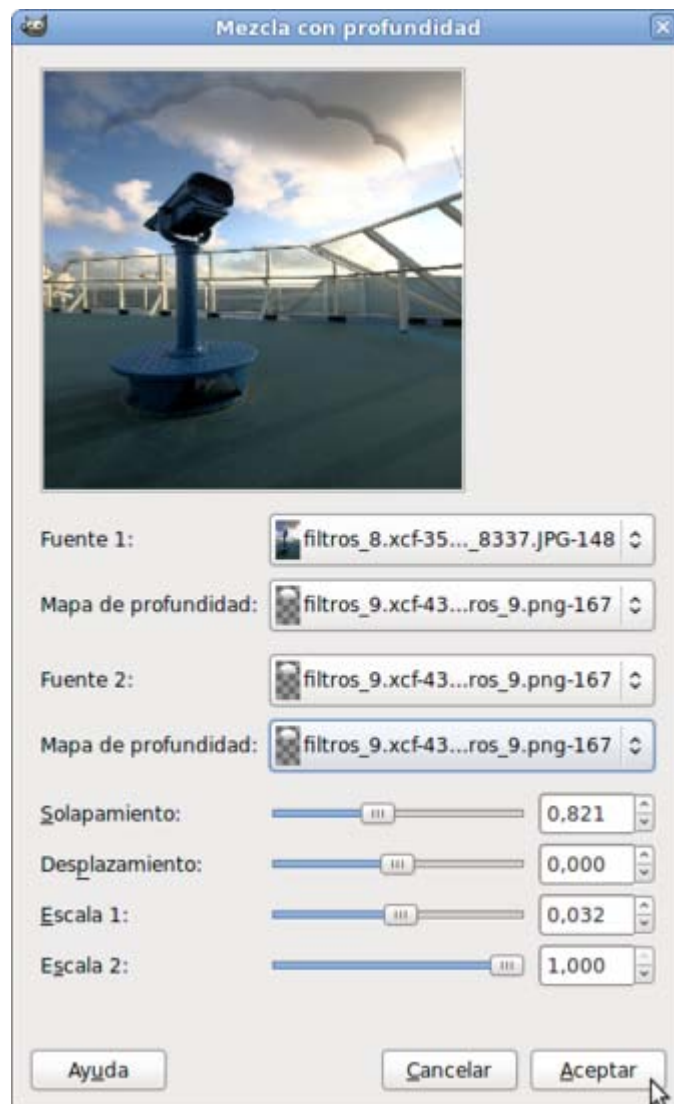 Mezcla con profundidad
Fuente 1: filtros_8.xcf-35..._8337.JPG-148
Mapa de profundidad: filtros_9.xcf-43...ros_9.png-167
Fuente 2: filtros_9.xcf-43...ros_9.png-167
Mapa de profundidad: filtros_9.xcf-43...ros_9.png-167
Solapamiento: 0,821
Desplazamiento: 0,000
Escala 1: 0,032
Escala 2: 1,000
Ayuda Cancelar Aceptar